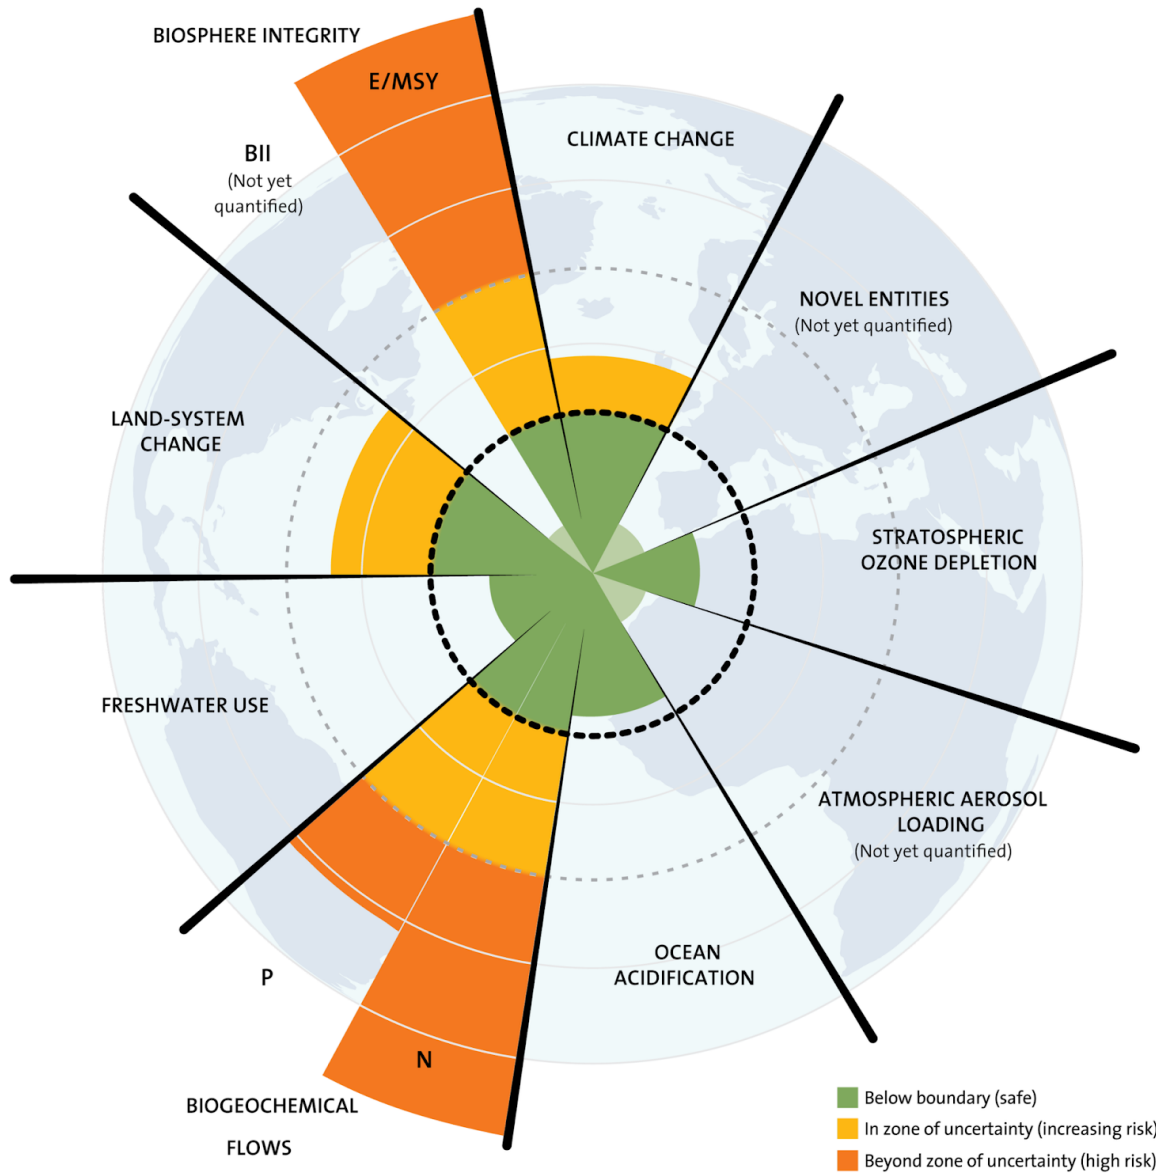 BIOSPHERE INTEGRITY
E/MSY
BII
(Not yet
quantified)
CLIMATE CHANGE
NOVEL ENTITIES
(Not yet quantified)
LAND-SYSTEM
CHANGE
STRATOSPHERIC
OZONE DEPLETION
FRESHWATER USE
ATMOSPHERIC AEROSOL
LOADING
(Not yet quantified)
OCEAN
ACIDIFICATION
P
N
BIOGEOCHEMICAL
FLOWS
Below boundary (safe)
In zone of uncertainty (increasing risk)
Beyond zone of uncertainty (high risk)